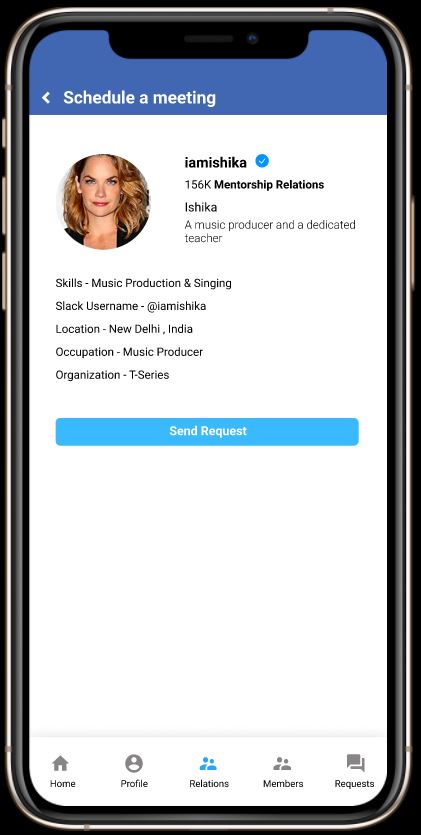 Schedule a meeting
iamishika
156K Mentorship Relations
Ishika
A music producer and a dedicated
teacher
Skills - Music Production & Singing
Slack Username - @iamishika
Location - New Delhi , India
Occupation - Music Producer
Organization - T-Series
Send Request
Home Profile Relations Members Requests